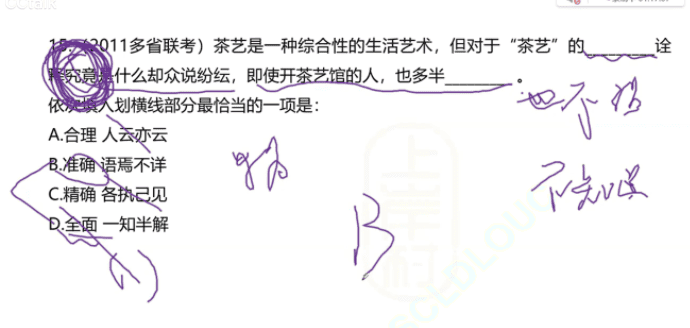 15.（2011多省联考）茶艺是一种综合性的生活艺术，但对于“茶艺”的________诠
释究竟是什么却众说纷纭，即使开茶艺馆的人，也多半________。
也不清
依次填入划横线部分最恰当的一项是：
A.合理 人云亦云
B.准确 语焉不详
C.精确 各执己见
D.全面 一知半解
B